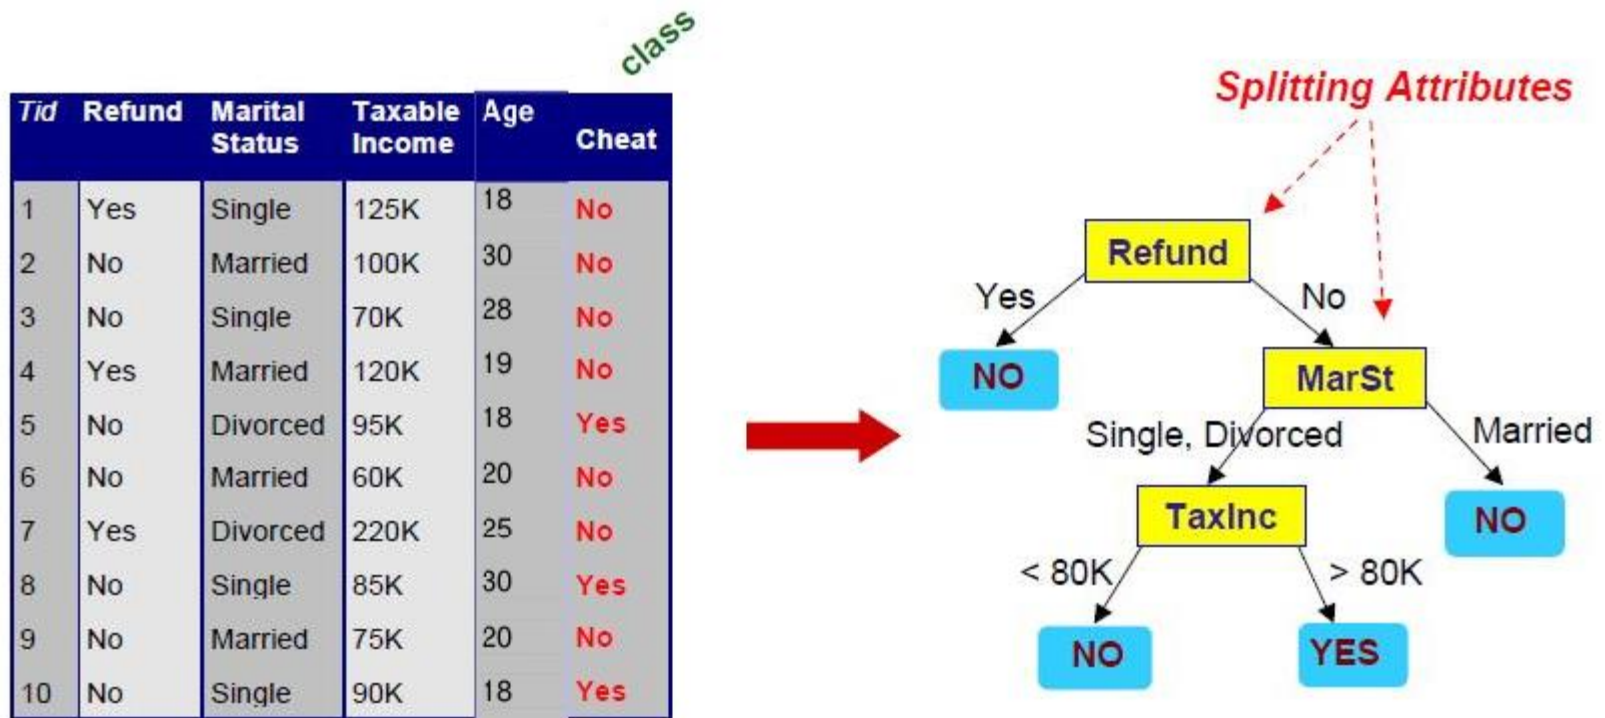 class
Tid Refund Marital Status Taxable Income Age Cheat
1 Yes Single 125K 18 No
2 No Married 100K 30 No
3 No Single 70K 28 No
4 Yes Married 120K 19 No
5 No Divorced 95K 18 Yes
6 No Married 60K 20 No
7 Yes Divorced 220K 25 No
8 No Single 85K 30 Yes
9 No Married 75K 20 No
10 No Single 90K 18 Yes
Splitting Attributes
Refund
Yes No
NO
MarSt
Single, Divorced Married
TaxInc
NO
< 80K > 80K
NO
YES